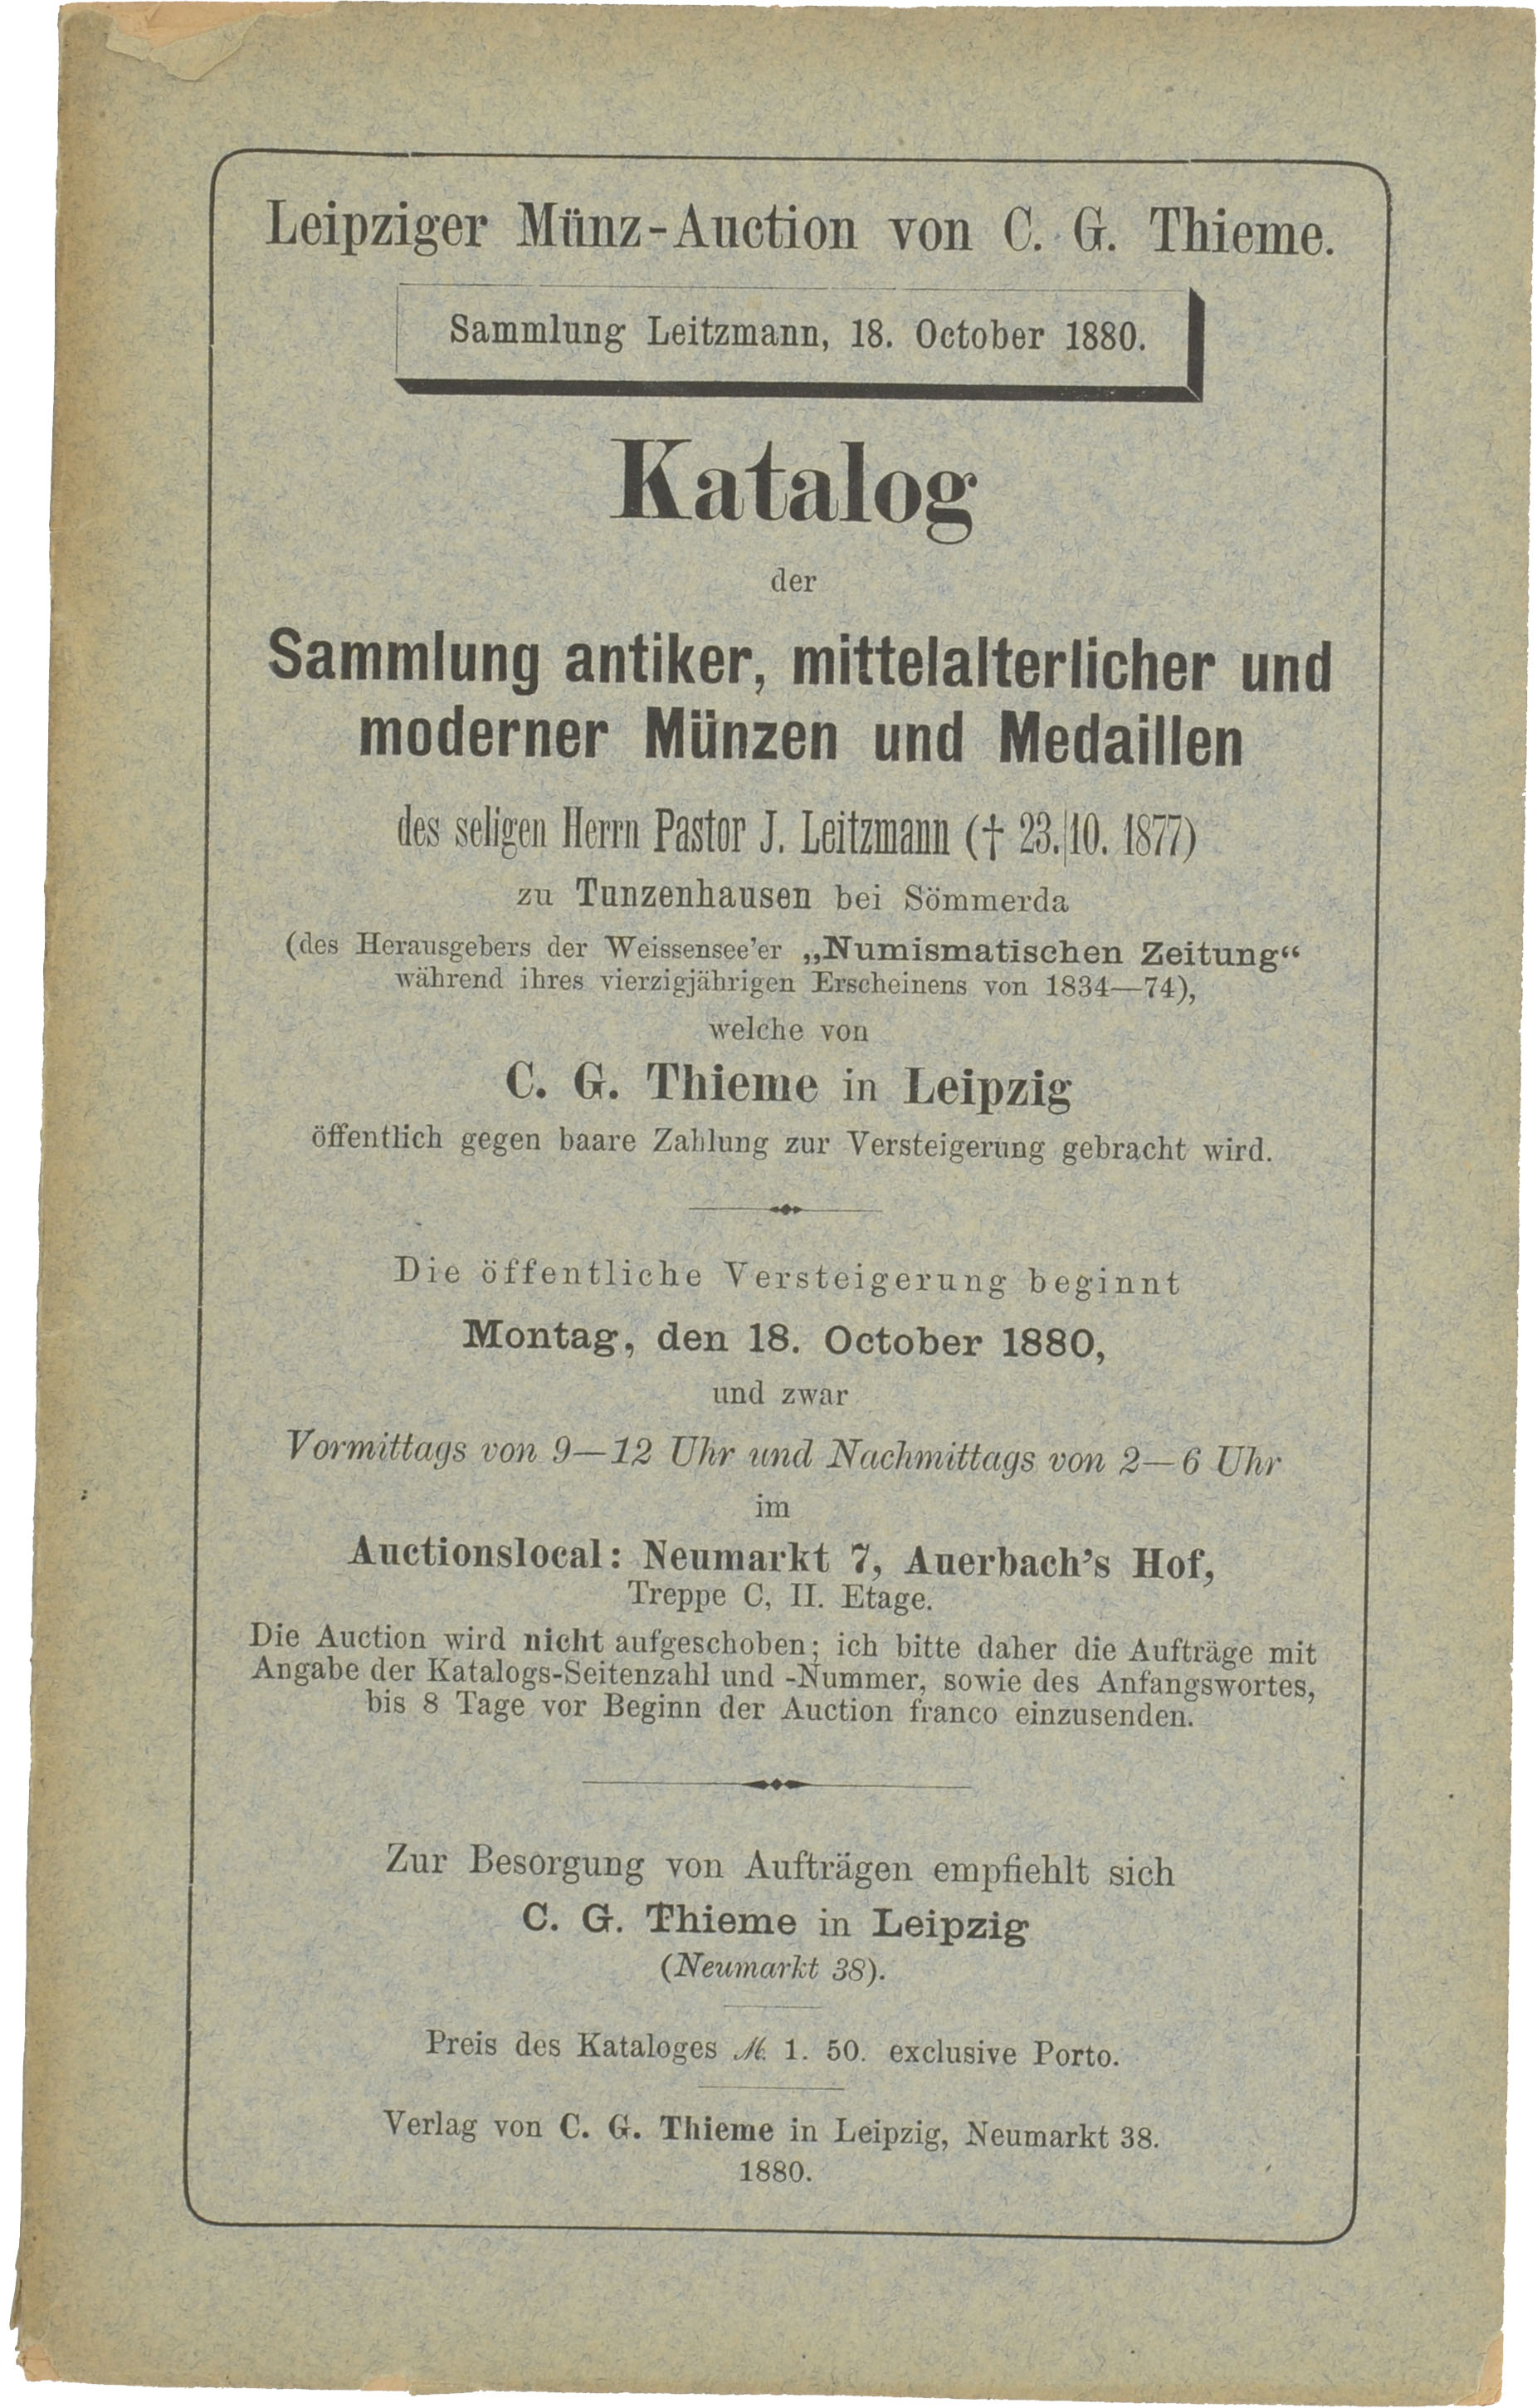 Leipziger Münz-Auction von C. G. Thieme.
Sammlung Leitzmann, 18. October 1880.
Katalog
der
Sammlung antiker, mittelalterlicher und
moderner Münzen und Medaillen
des seligen Herrn Pastor J. Leitzmann († 23.|10. 1877)
zu Tunzenhausen bei Sömmerda
(des Herausgebers der Weissensee'er „Numismatischen Zeitung“
während ihres vierzigjährigen Erscheinens von 1834—74),
welche von
C. G. Thieme in Leipzig
öffentlich gegen baare Zahlung zur Versteigerung gebracht wird.
Die öffentliche Versteigerung beginnt
Montag, den 18. October 1880,
und zwar
Vormittags von 9—12 Uhr und Nachmittags von 2—6 Uhr
im
Auctionslocal: Neumarkt 7, Auerbach's Hof,
Treppe C, II. Etage.
Die Auction wird nicht aufgeschoben; ich bitte daher die Aufträge mit
Angabe der Katalogs-Seitenzahl und -Nummer, sowie des Anfangswortes,
bis 8 Tage vor Beginn der Auction franco einzusenden.
Zur Besorgung von Aufträgen empfiehlt sich
C. G. Thieme in Leipzig
(Neumarkt 38).
Preis des Kataloges ℳ. 1. 50. exclusive Porto.
Verlag von C. G. Thieme in Leipzig, Neumarkt 38.
1880.